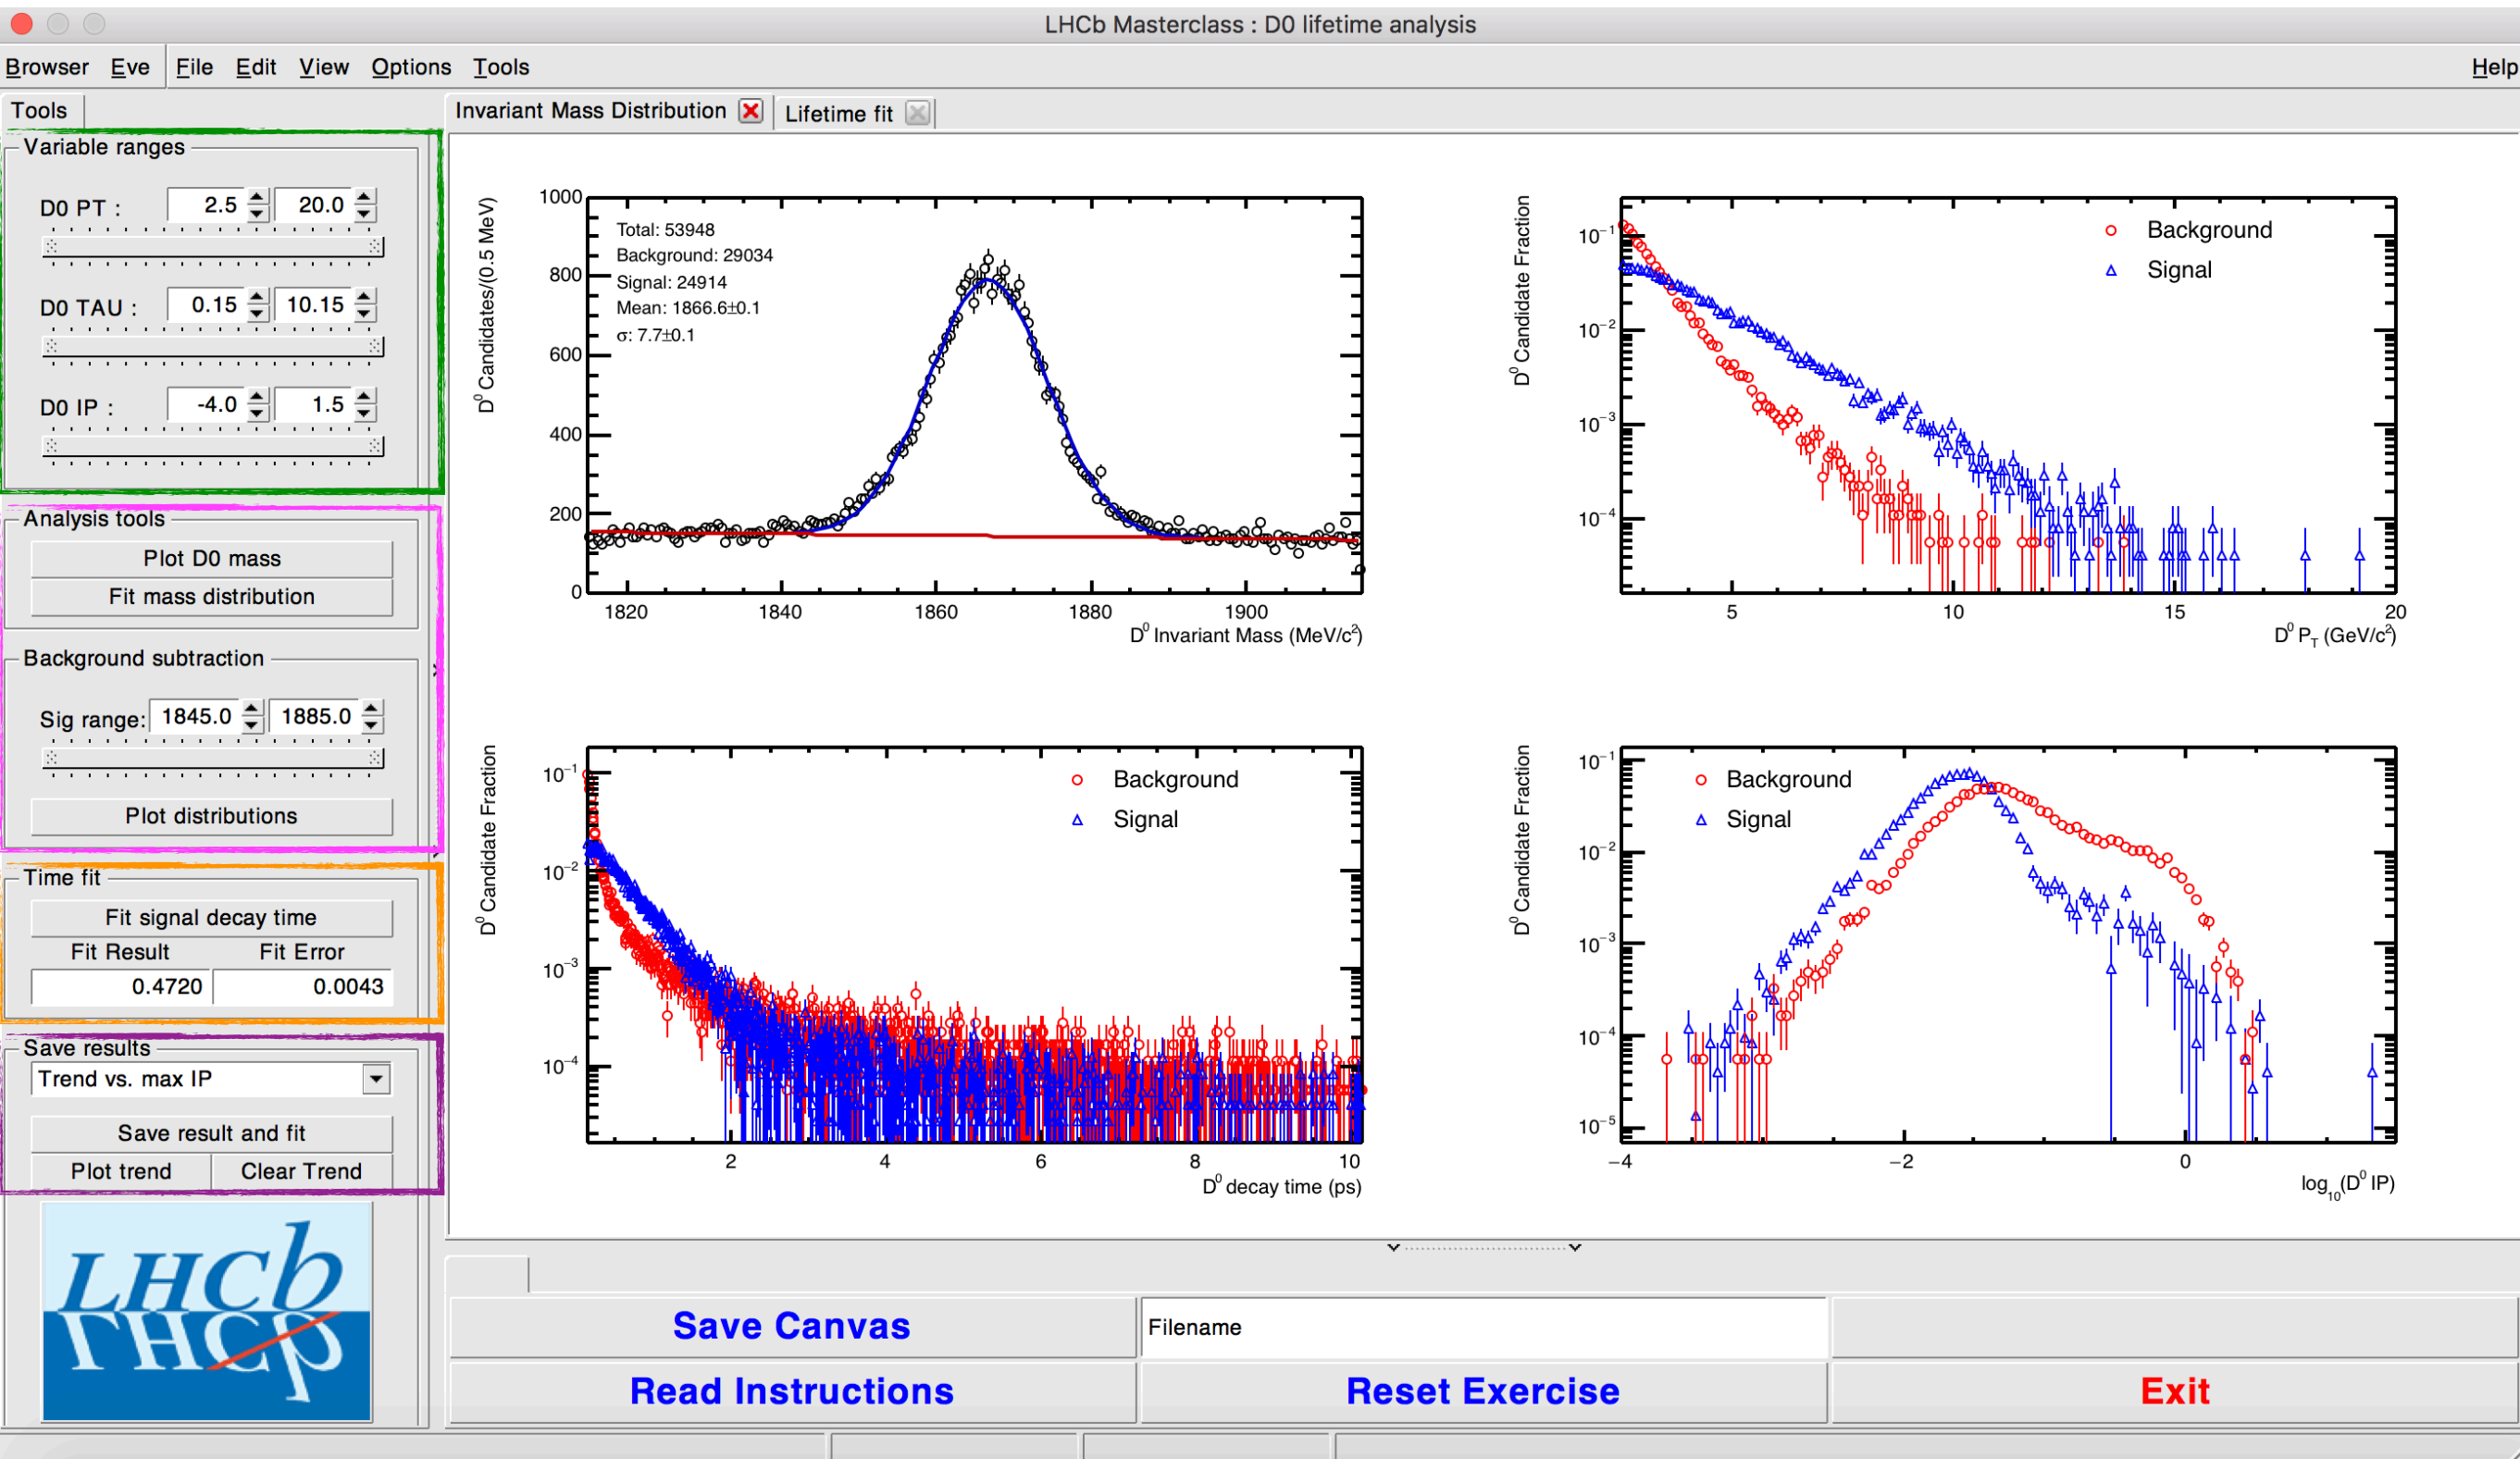 LHCb Masterclass : D0 lifetime analysis
Browser Eve File Edit View Options Tools Help
Tools
Variable ranges
D0 PT : 2.5 20.0
D0 TAU : 0.15 10.15
D0 IP : -4.0 1.5
Analysis tools
Plot D0 mass
Fit mass distribution
Background subtraction
Sig range: 1845.0 1885.0
Plot distributions
Time fit
Fit signal decay time
Fit Result Fit Error
0.4720 0.0043
Save results
Trend vs. max IP
Save result and fit
Plot trend Clear Trend
LHCb
LHCb
Invariant Mass Distribution Lifetime fit
D⁰ Candidates/(0.5 MeV)
1000
800
600
400
200
0
Total: 53948
Background: 29034
Signal: 24914
Mean: 1866.6±0.1
σ: 7.7±0.1
1820 1840 1860 1880 1900
D⁰ Invariant Mass (MeV/c²)
D⁰ Candidate Fraction
10⁻¹
10⁻²
10⁻³
10⁻⁴
Background
Signal
5 10 15 20
D⁰ P_T (GeV/c²)
D⁰ Candidate Fraction
10⁻¹
10⁻²
10⁻³
10⁻⁴
Background
Signal
2 4 6 8 10
D⁰ decay time (ps)
D⁰ Candidate Fraction
10⁻¹
10⁻²
10⁻³
10⁻⁴
10⁻⁵
Background
Signal
−4 −2 0
log₁₀(D⁰ IP)
Save Canvas Filename
Read Instructions Reset Exercise Exit